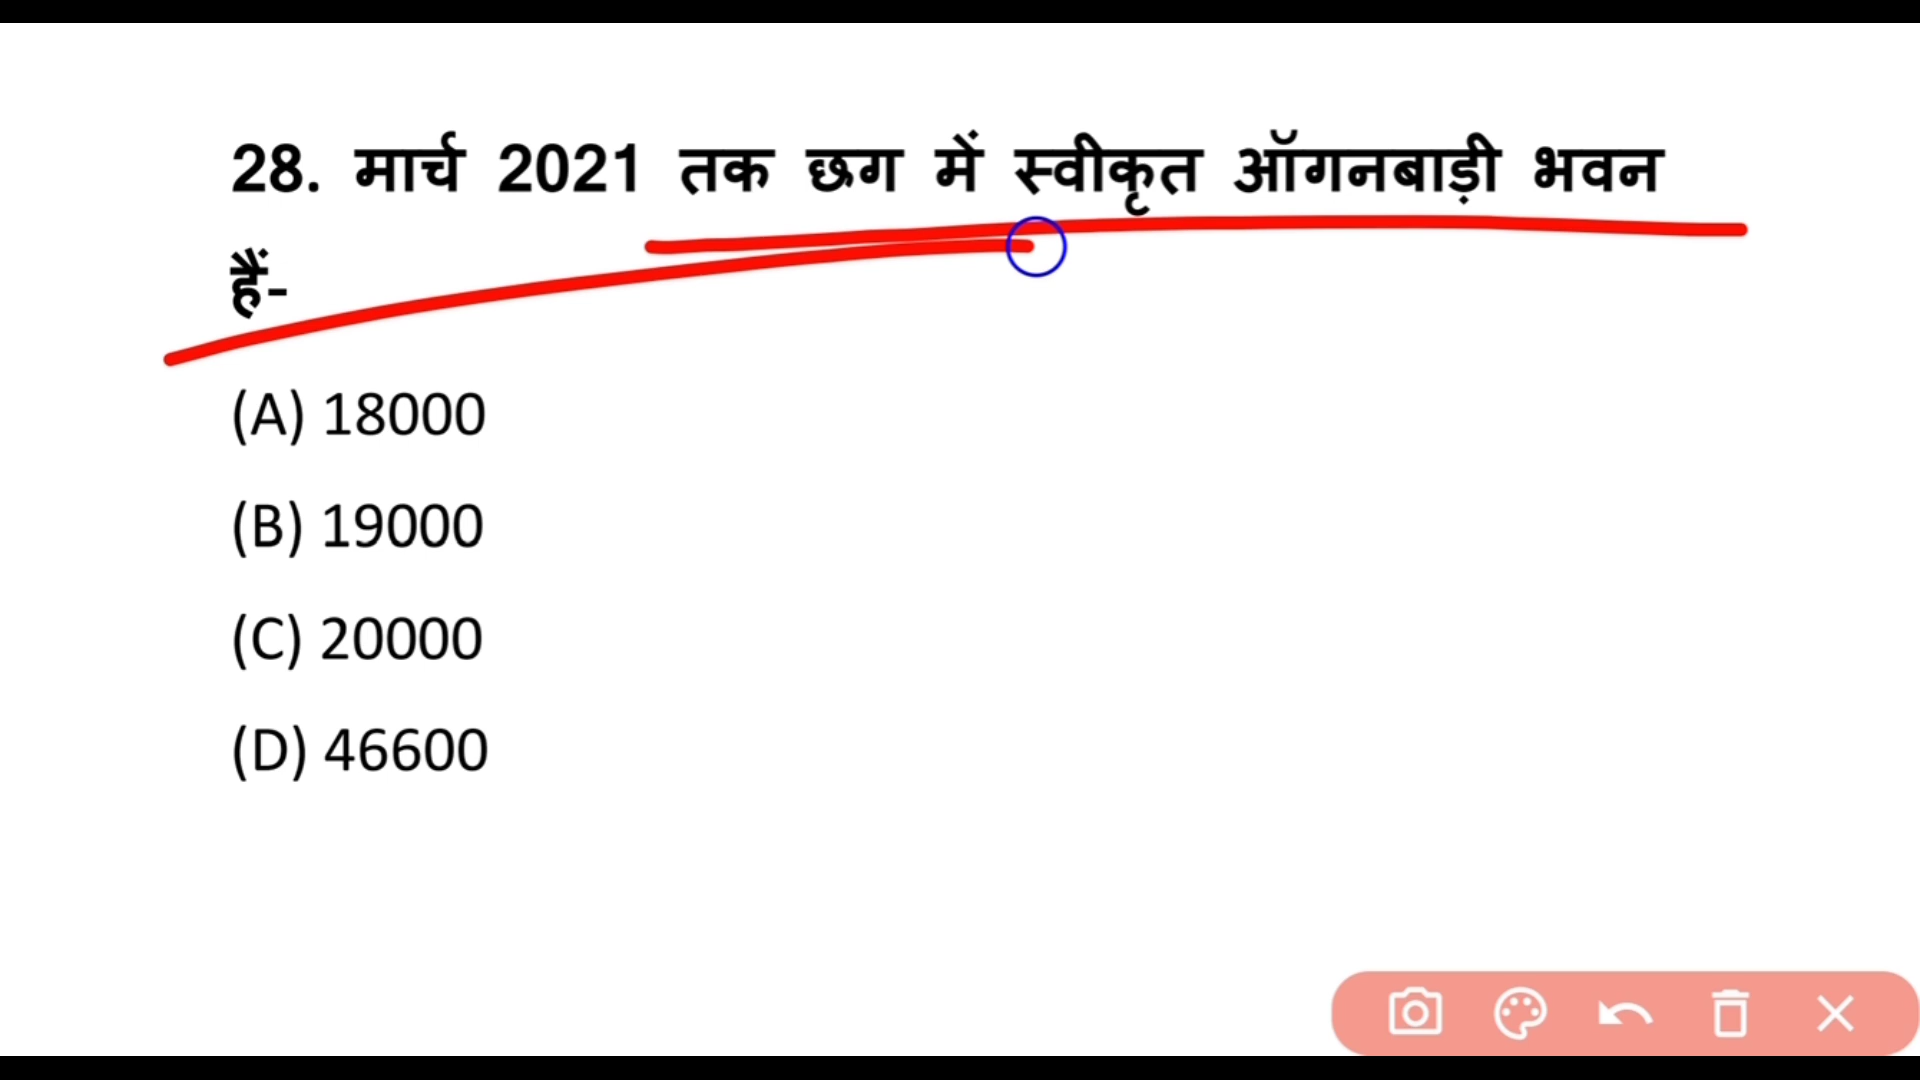 28. मार्च 2021 तक छग में स्वीकृत ऑगनबाड़ी भवन
हैं-
(A) 18000
(B) 19000
(C) 20000
(D) 46600